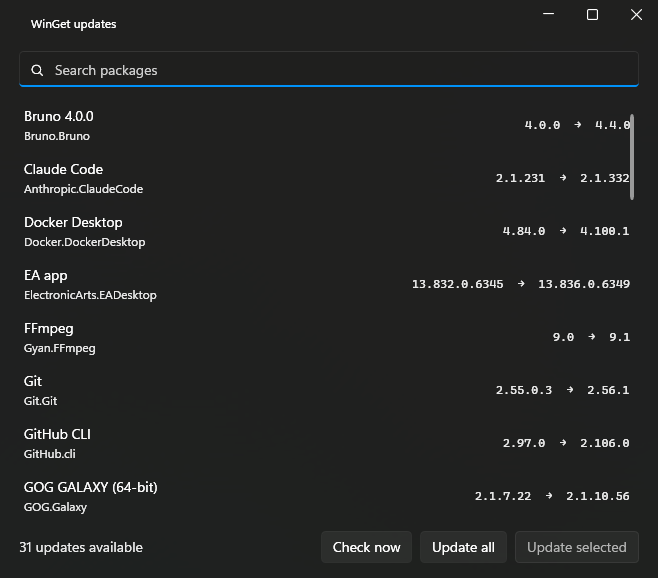 WinGet updates
Search packages
Bruno 4.0.0
Bruno.Bruno
4.0.0 → 4.4.0
Claude Code
Anthropic.ClaudeCode
2.1.231 → 2.1.332
Docker Desktop
Docker.DockerDesktop
4.84.0 → 4.100.1
EA app
ElectronicArts.EADesktop
13.832.0.6345 → 13.836.0.6349
FFmpeg
Gyan.FFmpeg
9.0 → 9.1
Git
Git.Git
2.55.0.3 → 2.56.1
GitHub CLI
GitHub.cli
2.97.0 → 2.106.0
GOG GALAXY (64-bit)
GOG.Galaxy
2.1.7.22 → 2.1.10.56
31 updates available
Check now
Update all
Update selected